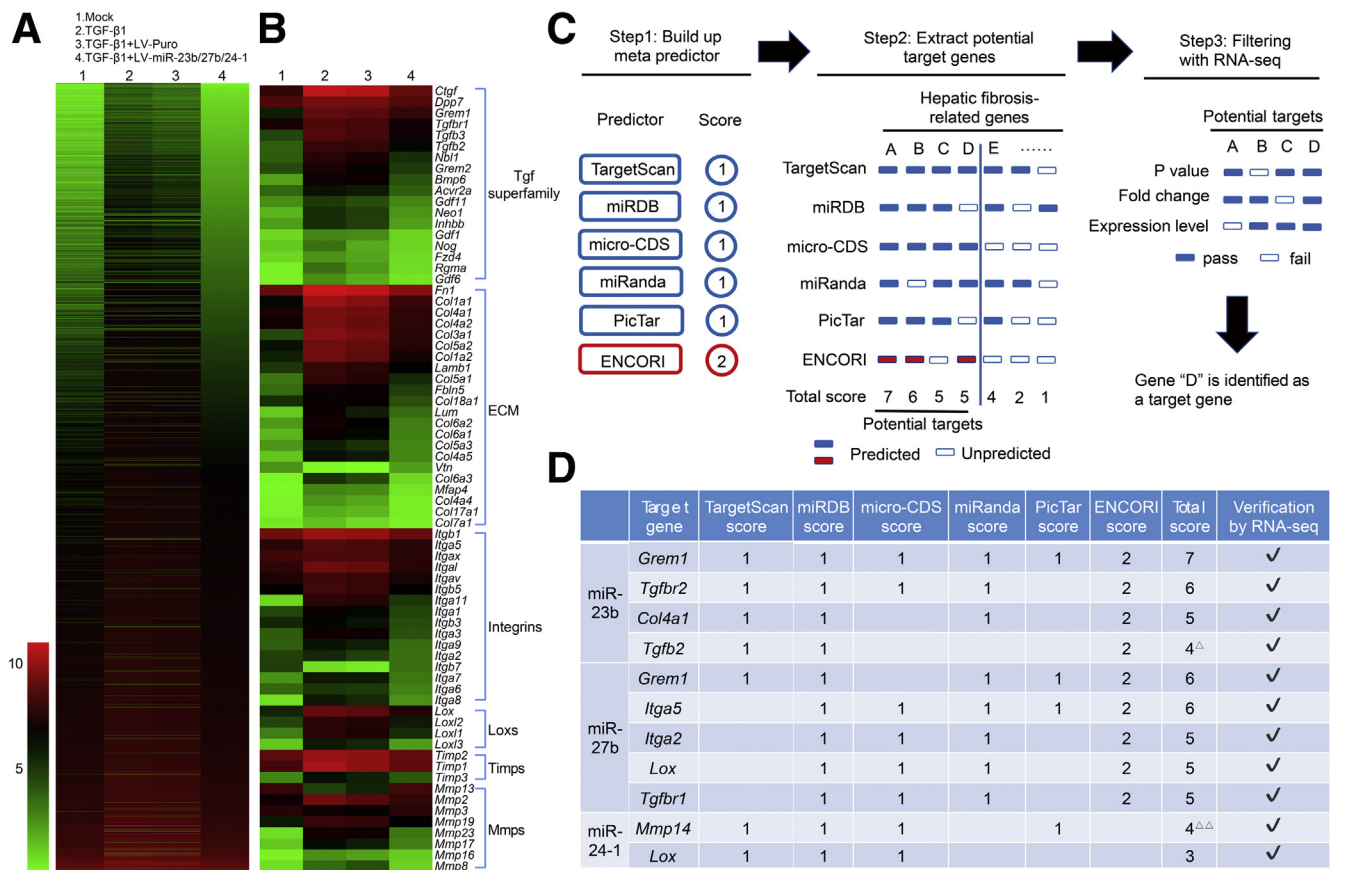 A
1.Mock
2.TGF-β1
3.TGF-β1+LV-Puro
4.TGF-β1+LV-miR-23b/27b/24-1
1 2 3 4
10
5
B
1 2 3 4
Ctgf
Dpp7
Grem1
Tgfbr1
Tgfb3
Tgfb2
Nbl1
Grem2
Bmp6
Acvr2a
Gdf11
Neo1
Inhbb
Gdf1
Nog
Fzd4
Rgma
Gdf6
Tgf
superfamily
Fn1
Col1a1
Col4a1
Col4a2
Col3a1
Col5a2
Col1a2
Lamb1
Col5a1
Fbln5
Col18a1
Lum
Col6a2
Col6a1
Col5a3
Col4a5
Vtn
Col6a3
Mfap4
Col4a4
Col17a1
Col7a1
ECM
Itgb1
Itga5
Itgax
Itgal
Itgav
Itgb5
Itga11
Itga1
Itgb3
Itga3
Itga9
Itga2
Itgb7
Itga7
Itga6
Itga8
Integrins
Lox
Loxl2
Loxl1
Loxl3
Loxs
Timp2
Timp1
Timp3
Timps
Mmp13
Mmp2
Mmp3
Mmp19
Mmp23
Mmp17
Mmp16
Mmp8
Mmps
C
Step1: Build up
meta predictor
Predictor Score
TargetScan 1
miRDB 1
micro-CDS 1
miRanda 1
PicTar 1
ENCORI 2
Step2: Extract potential
target genes
Hepatic fibrosis-
related genes
A B C D E ......
TargetScan
miRDB
micro-CDS
miRanda
PicTar
ENCORI
Total score 7 6 5 5 4 2 1
Potential targets
Predicted Unpredicted
Step3: Filtering
with RNA-seq
Potential targets
A B C D
P value
Fold change
Expression level
pass fail
Gene “D” is identified as
a target gene
D
Target gene TargetScan score miRDB score micro-CDS score miRanda score PicTar score ENCORI score Total score Verification by RNA-seq
miR-23b
Grem1 1 1 1 1 1 2 7 ✓
Tgfbr2 1 1 1 1 2 6 ✓
Col4a1 1 1 1 2 5 ✓
Tgfb2 1 1 2 4△ ✓
miR-27b
Grem1 1 1 1 1 2 6 ✓
Itga5 1 1 1 1 2 6 ✓
Itga2 1 1 1 2 5 ✓
Lox 1 1 1 2 5 ✓
Tgfbr1 1 1 1 2 5 ✓
miR-24-1
Mmp14 1 1 1 1 4△△ ✓
Lox 1 1 1 3 ✓